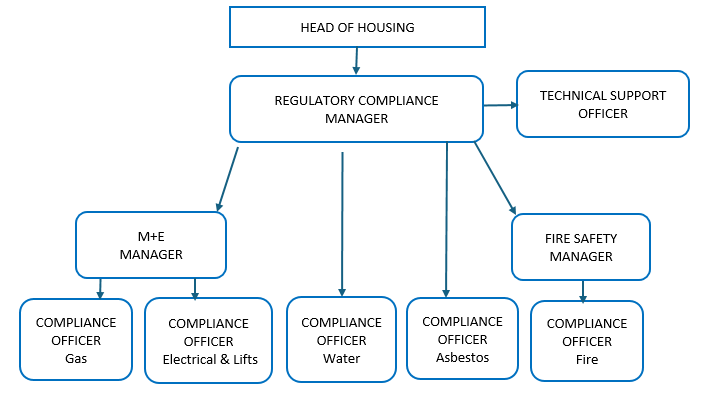 HEAD OF HOUSING
REGULATORY COMPLIANCE
MANAGER
TECHNICAL SUPPORT
OFFICER
M+E
MANAGER
FIRE SAFETY
MANAGER
COMPLIANCE
OFFICER
Gas
COMPLIANCE
OFFICER
Electrical & Lifts
COMPLIANCE
OFFICER
Water
COMPLIANCE
OFFICER
Asbestos
COMPLIANCE
OFFICER
Fire